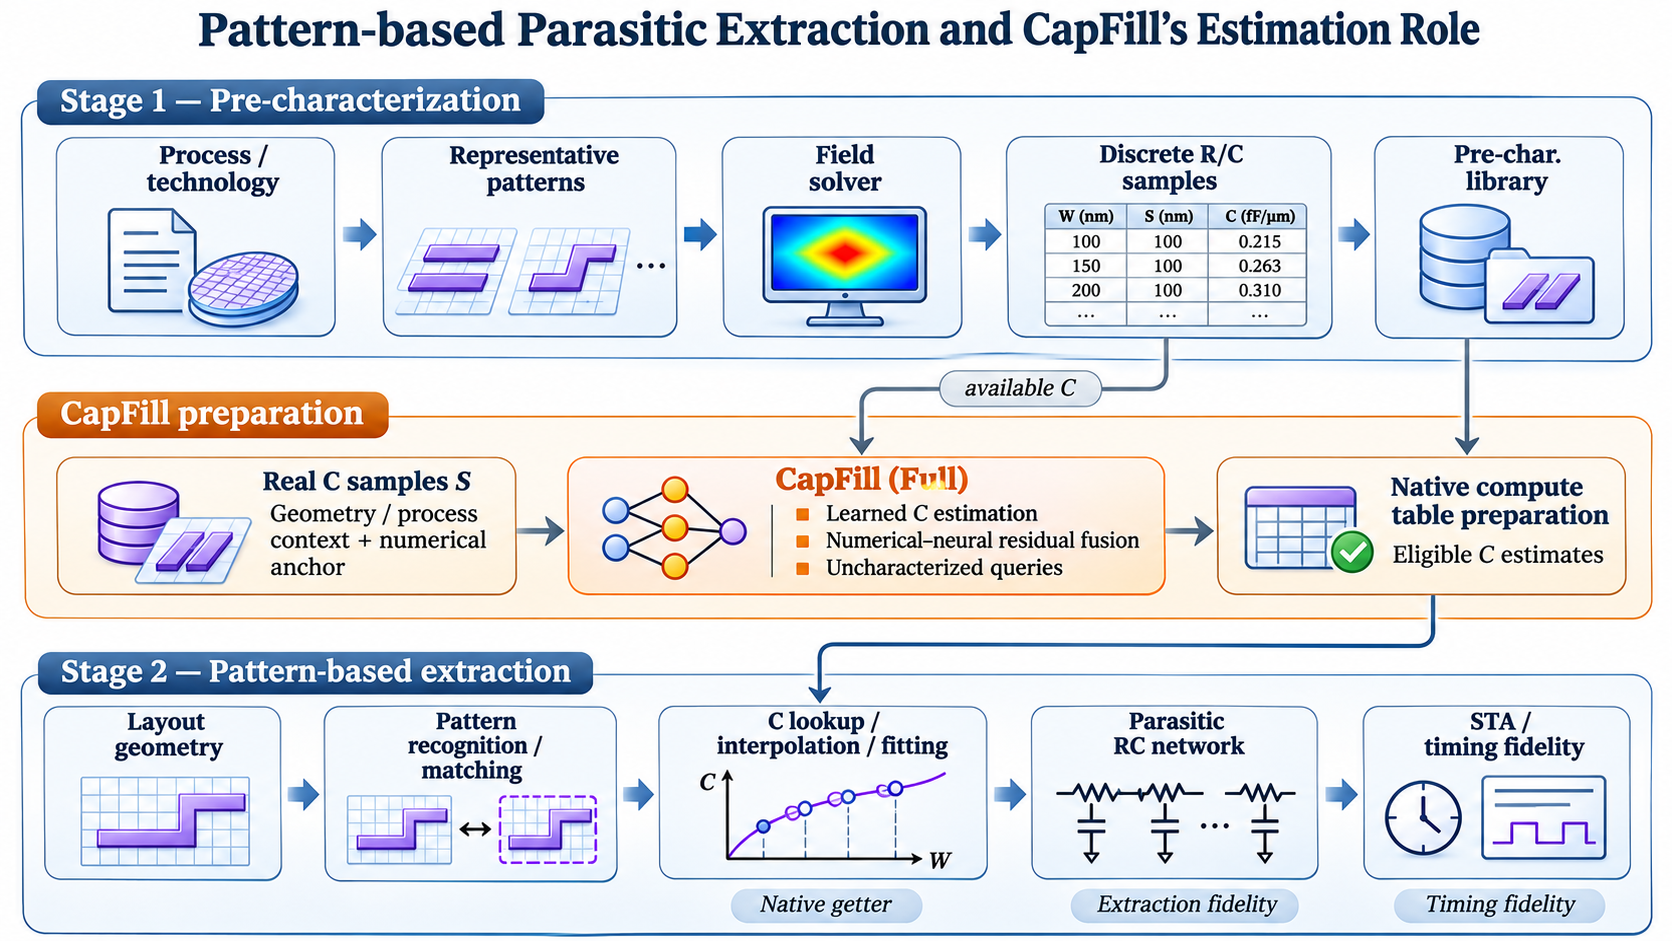 Pattern-based Parasitic Extraction and CapFill's Estimation Role
Stage 1 — Pre-characterization
Process /
technology
Representative
patterns
...
Field
solver
Discrete R/C
samples
W (nm) S (nm) C (fF/μm)
100 100 0.215
150 100 0.263
200 100 0.310
... ... ...
Pre-char.
library
available C
CapFill preparation
Real C samples S
Geometry / process
context + numerical
anchor
CapFill (Full)
Learned C estimation
Numerical–neural residual fusion
Uncharacterized queries
Native compute
table preparation
Eligible C estimates
Stage 2 — Pattern-based extraction
Layout
geometry
Pattern
recognition /
matching
C lookup /
interpolation / fitting
C
W
Native getter
Parasitic
RC network
...
Extraction fidelity
STA /
timing fidelity
Timing fidelity